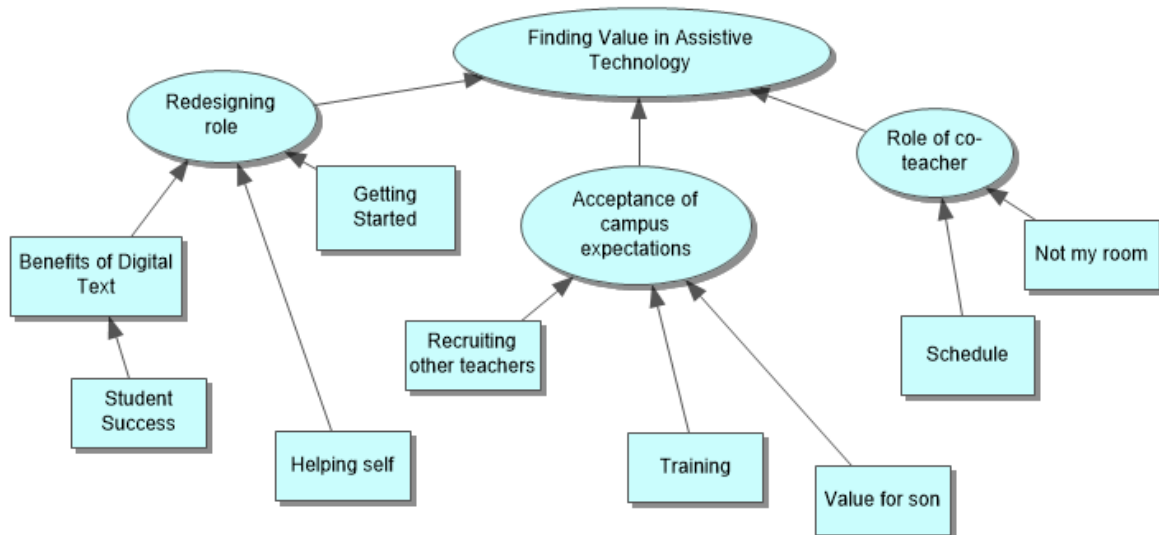 Finding Value in Assistive
Technology
Redesigning
role
Role of co-
teacher
Getting
Started
Acceptance of
campus
expectations
Benefits of Digital
Text
Not my room
Recruiting
other teachers
Schedule
Student
Success
Helping self
Training
Value for son